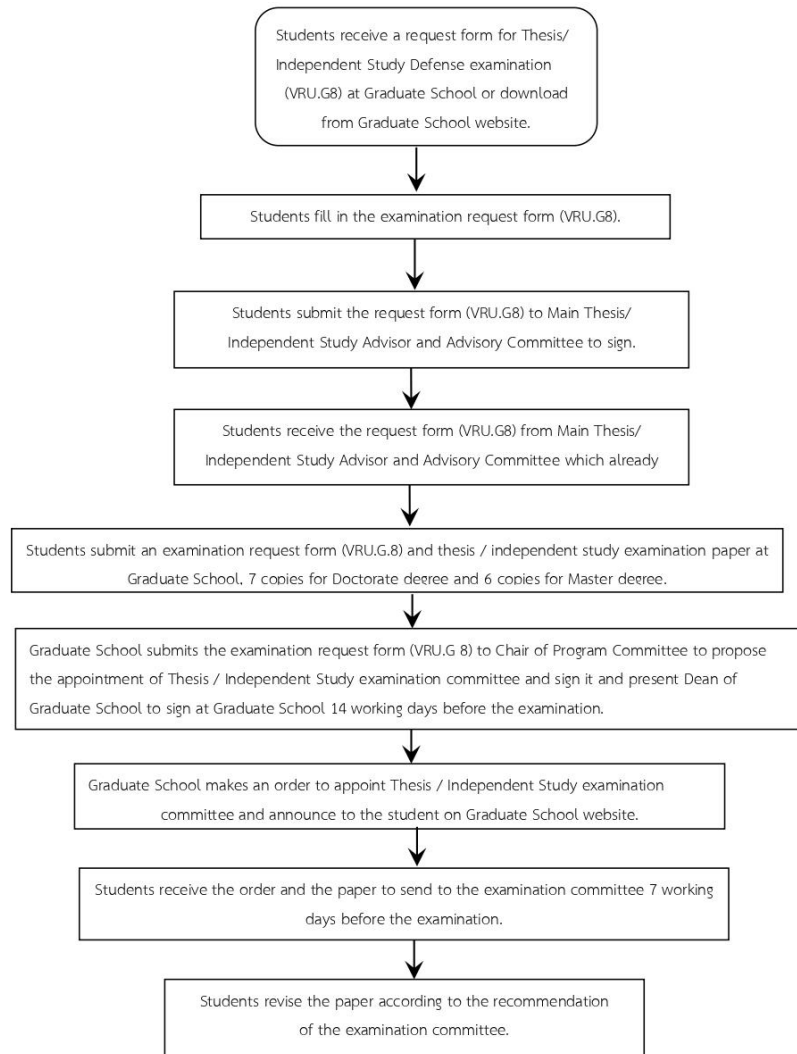 Students receive a request form for Thesis/
Independent Study Defense examination
(VRU.G8) at Graduate School or download
from Graduate School website.
Students fill in the examination request form (VRU.G8).
Students submit the request form (VRU.G8) to Main Thesis/
Independent Study Advisor and Advisory Committee to sign.
Students receive the request form (VRU.G8) from Main Thesis/
Independent Study Advisor and Advisory Committee which already
Students submit an examination request form (VRU.G.8) and thesis / independent study examination paper at
Graduate School, 7 copies for Doctorate degree and 6 copies for Master degree.
Graduate School submits the examination request form (VRU.G 8) to Chair of Program Committee to propose
the appointment of Thesis / Independent Study examination committee and sign it and present Dean of
Graduate School to sign at Graduate School 14 working days before the examination.
Graduate School makes an order to appoint Thesis / Independent Study examination
committee and announce to the student on Graduate School website.
Students receive the order and the paper to send to the examination committee 7 working
days before the examination.
Students revise the paper according to the recommendation
of the examination committee.